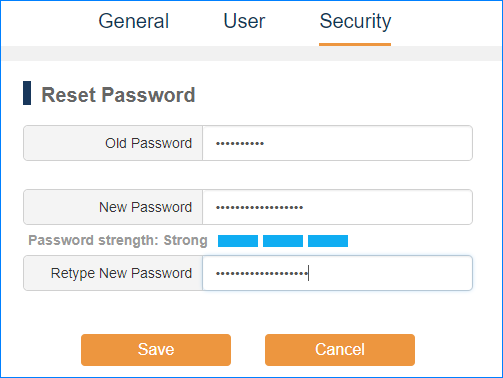 General User Security
Reset Password
Old Password ••••••••••
New Password ••••••••••••••••••
Password strength: Strong
Retype New Password •••••••••••••••••••
Save Cancel